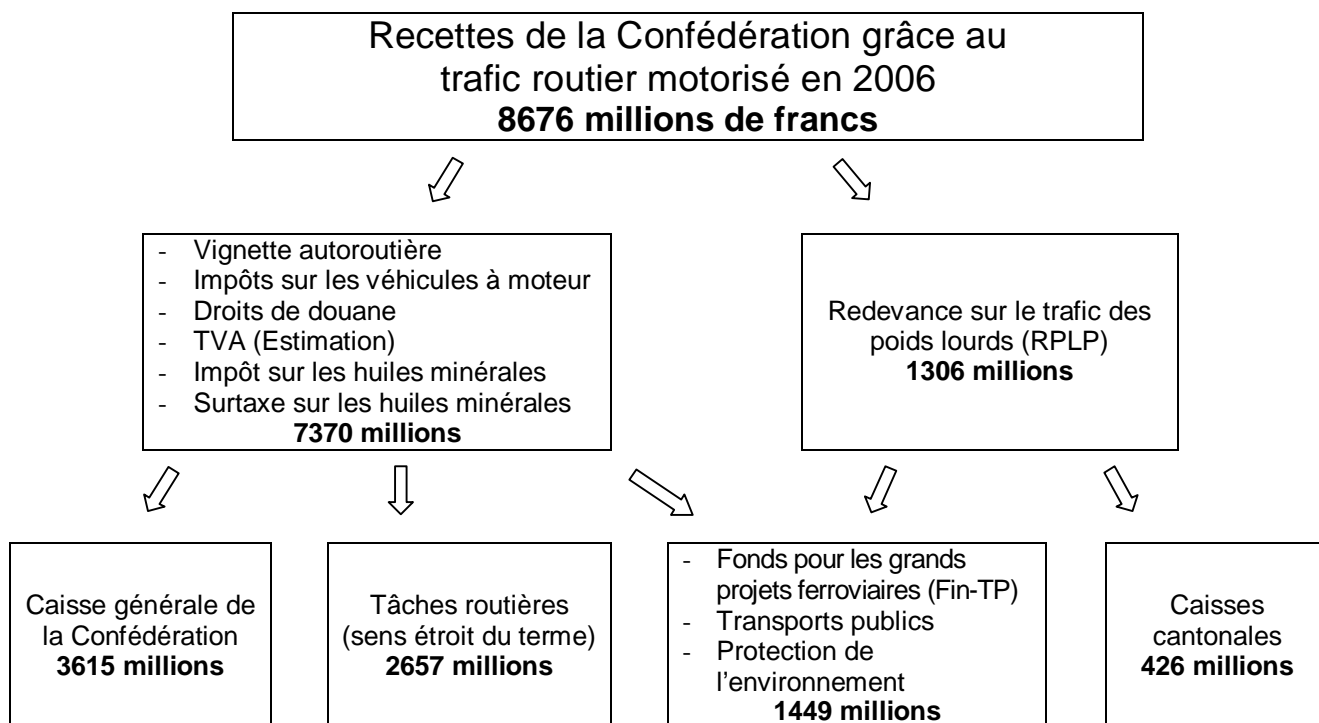 Recettes de la Confédération grâce au
trafic routier motorisé en 2006
8676 millions de francs
- Vignette autoroutière
- Impôts sur les véhicules à moteur
- Droits de douane
- TVA (Estimation)
- Impôt sur les huiles minérales
- Surtaxe sur les huiles minérales
7370 millions
Redevance sur le trafic des
poids lourds (RPLP)
1306 millions
Caisse générale de
la Confédération
3615 millions
Tâches routières
(sens étroit du terme)
2657 millions
- Fonds pour les grands
projets ferroviaires (Fin-TP)
- Transports publics
- Protection de
l'environnement
1449 millions
Caisses
cantonales
426 millions